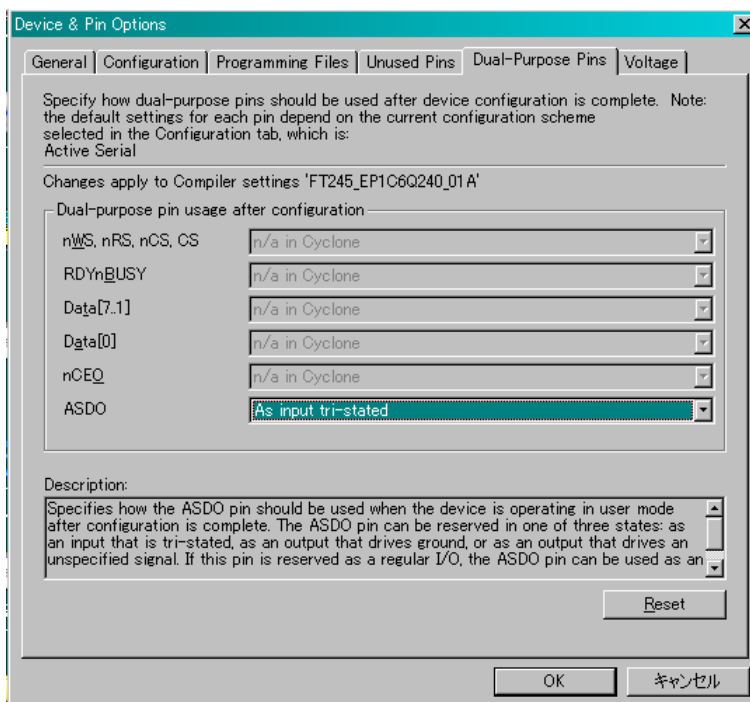 Device & Pin Options
General
Configuration
Programming Files
Unused Pins
Dual-Purpose Pins
Voltage
Specify how dual-purpose pins should be used after device configuration is complete. Note:
the default settings for each pin depend on the current configuration scheme
selected in the Configuration tab, which is:
Active Serial
Changes apply to Compiler settings 'FT245_EP1C6Q240_01A'
Dual-purpose pin usage after configuration
nWS, nRS, nCS, CS
n/a in Cyclone
RDYnBUSY
n/a in Cyclone
Data[7..1]
n/a in Cyclone
Data[0]
n/a in Cyclone
nCEO
n/a in Cyclone
ASDO
As input tri-stated
Description:
Specifies how the ASDO pin should be used when the device is operating in user mode
after configuration is complete. The ASDO pin can be reserved in one of three states: as
an input that is tri-stated, as an output that drives ground, or as an output that drives an
unspecified signal. If this pin is reserved as a regular I/O, the ASDO pin can be used as an
Reset
OK
キャンセル